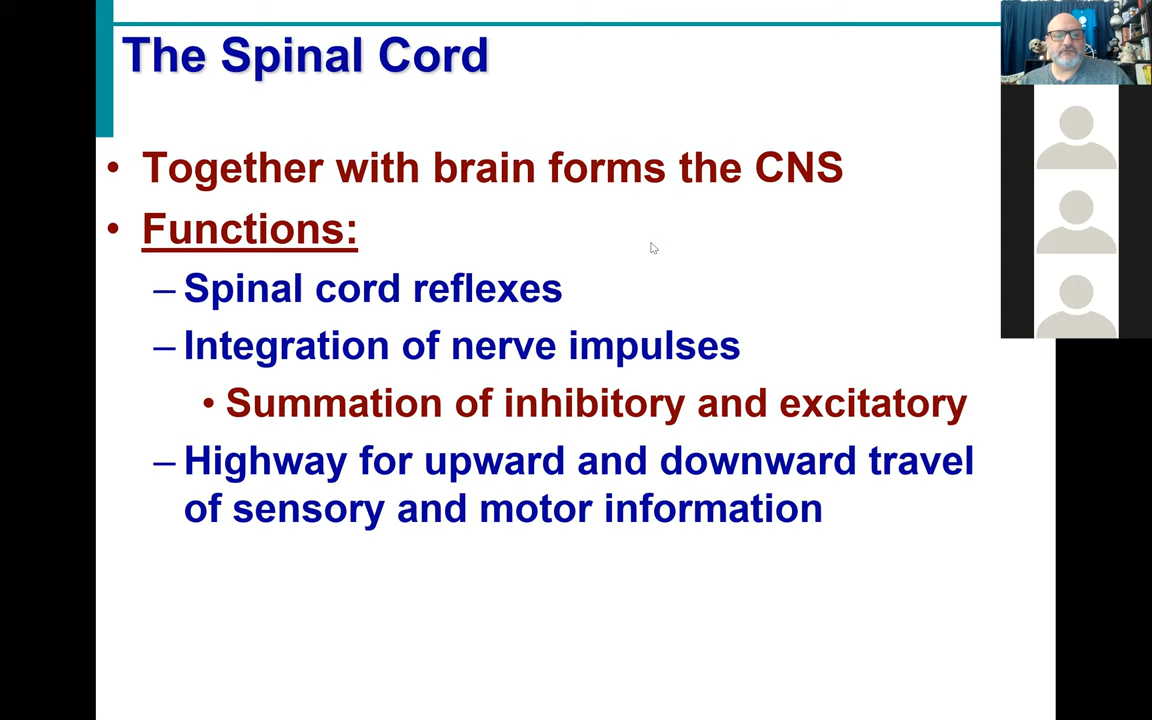 The Spinal Cord
• Together with brain forms the CNS
• Functions:
– Spinal cord reflexes
– Integration of nerve impulses
• Summation of inhibitory and excitatory
– Highway for upward and downward travel
of sensory and motor information